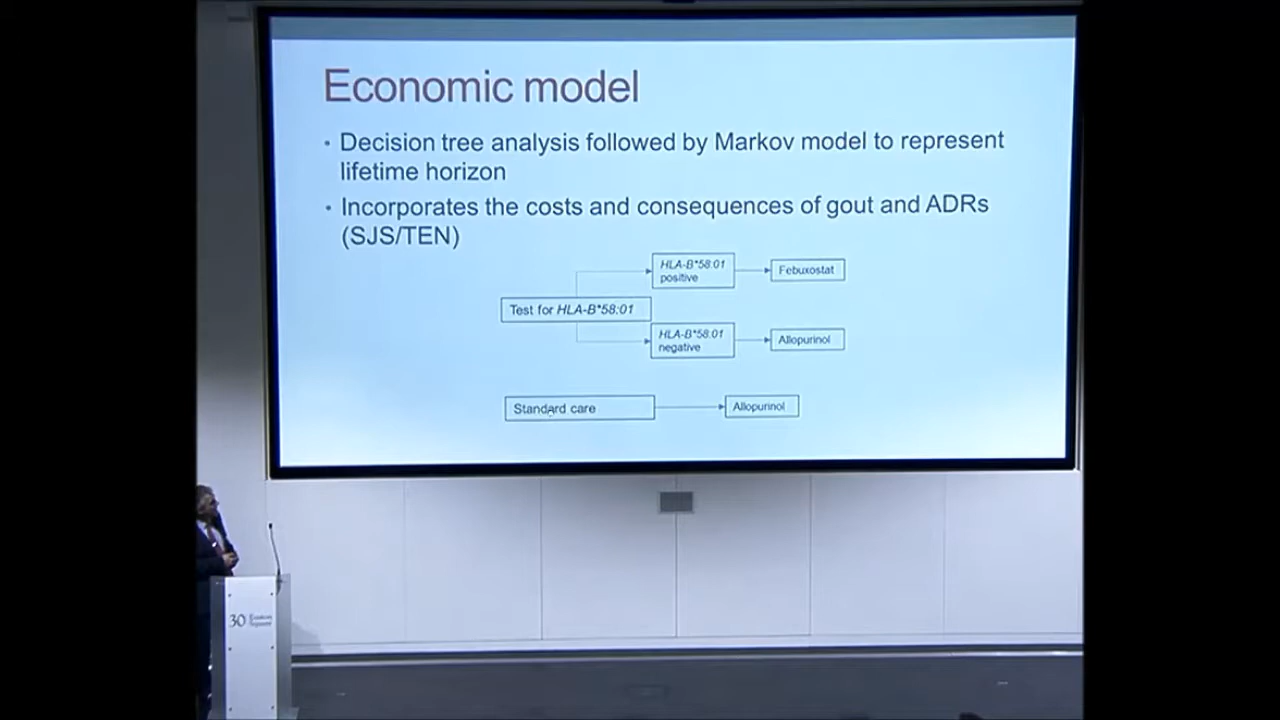 Economic model
• Decision tree analysis followed by Markov model to represent
lifetime horizon
• Incorporates the costs and consequences of gout and ADRs
(SJS/TEN)
HLA-B*58:01
positive
Febuxostat
Test for HLA-B*58:01
HLA-B*58:01
negative
Allopurinol
Standard care
Allopurinol
30